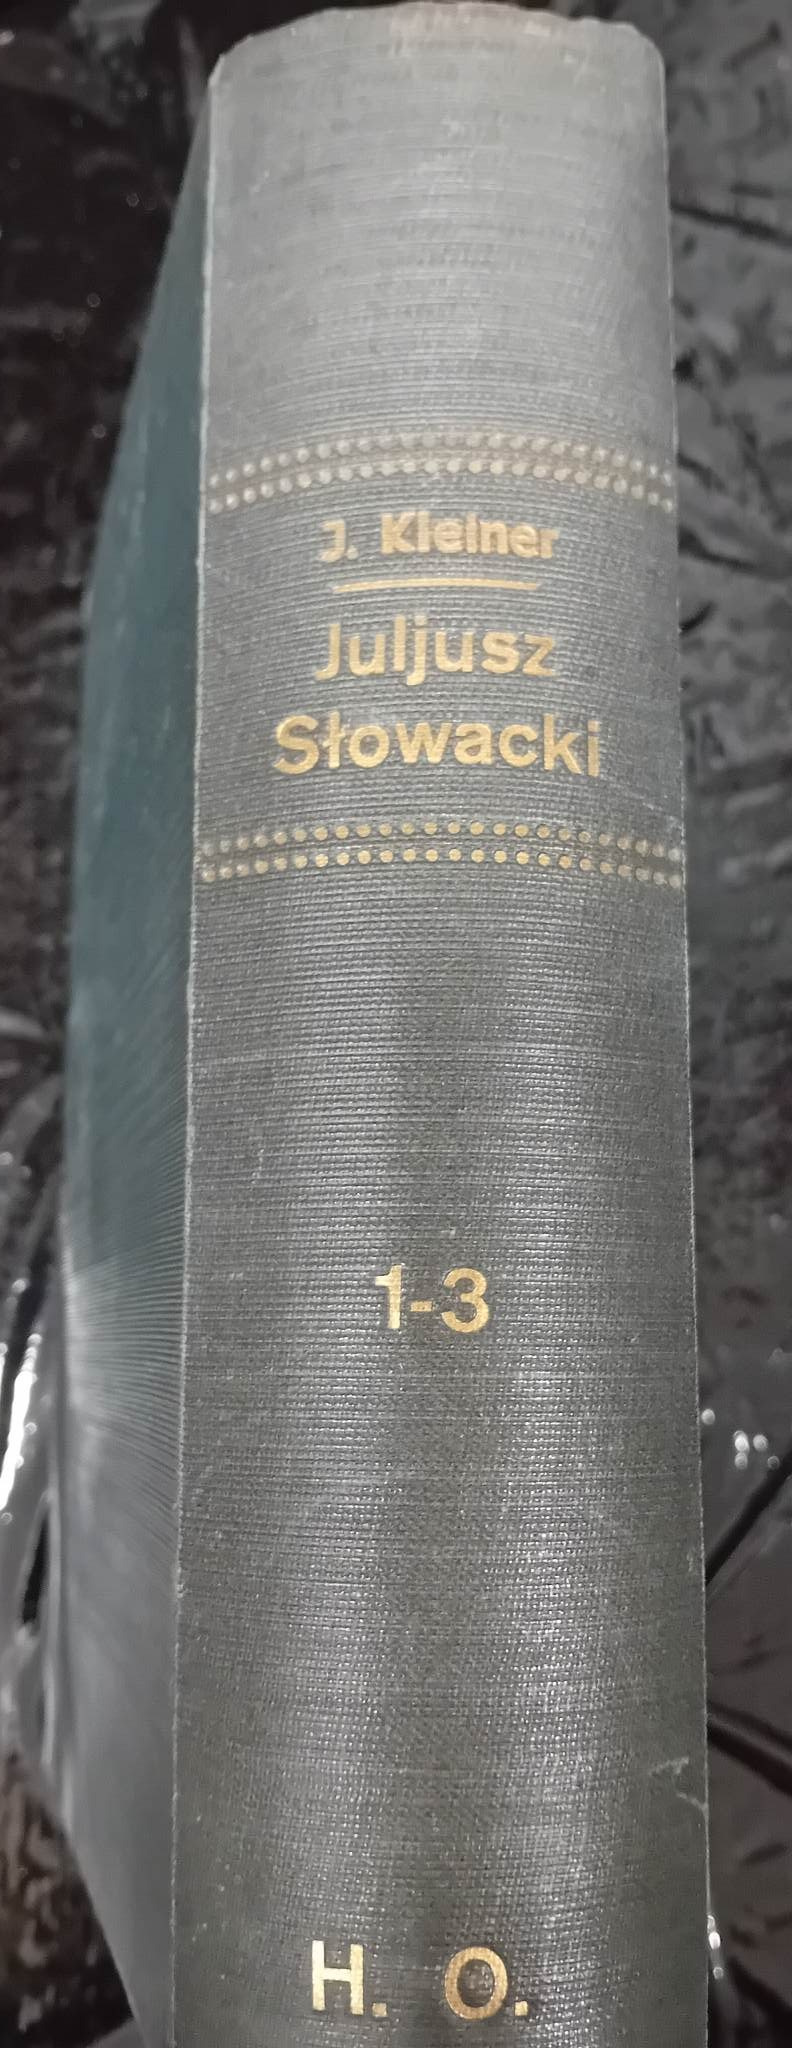 J. Kleiner
Juljusz
Słowacki
1-3
H. O.